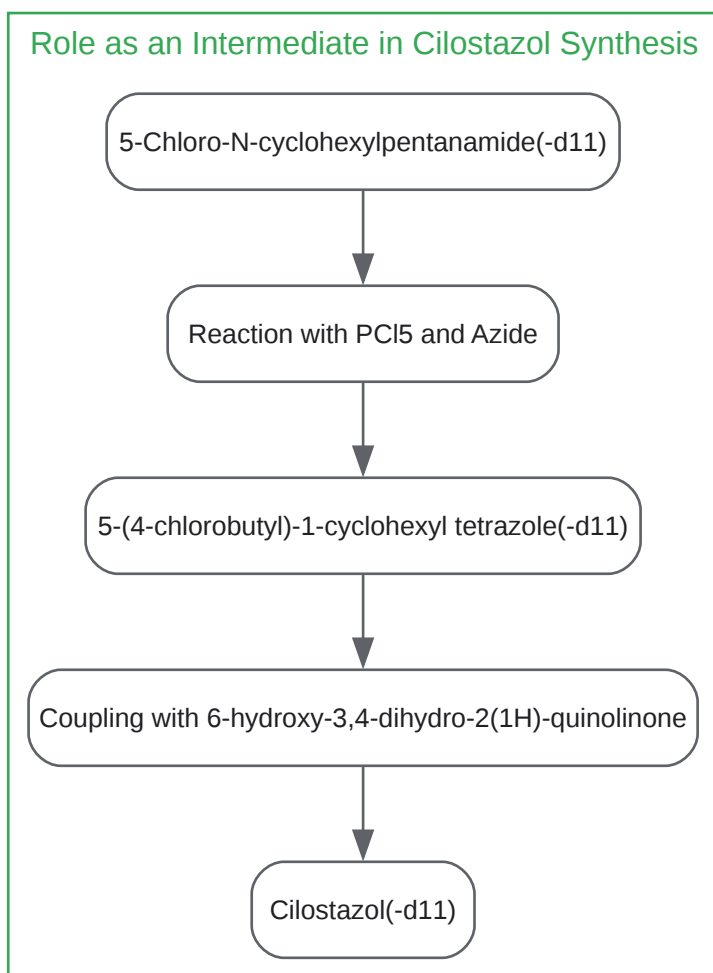 Role as an Intermediate in Cilostazol Synthesis
5-Chloro-N-cyclohexylpentanamide(-d11)
Reaction with PCl5 and Azide
5-(4-chlorobutyl)-1-cyclohexyl tetrazole(-d11)
Coupling with 6-hydroxy-3,4-dihydro-2(1H)-quinolinone
Cilostazol(-d11)